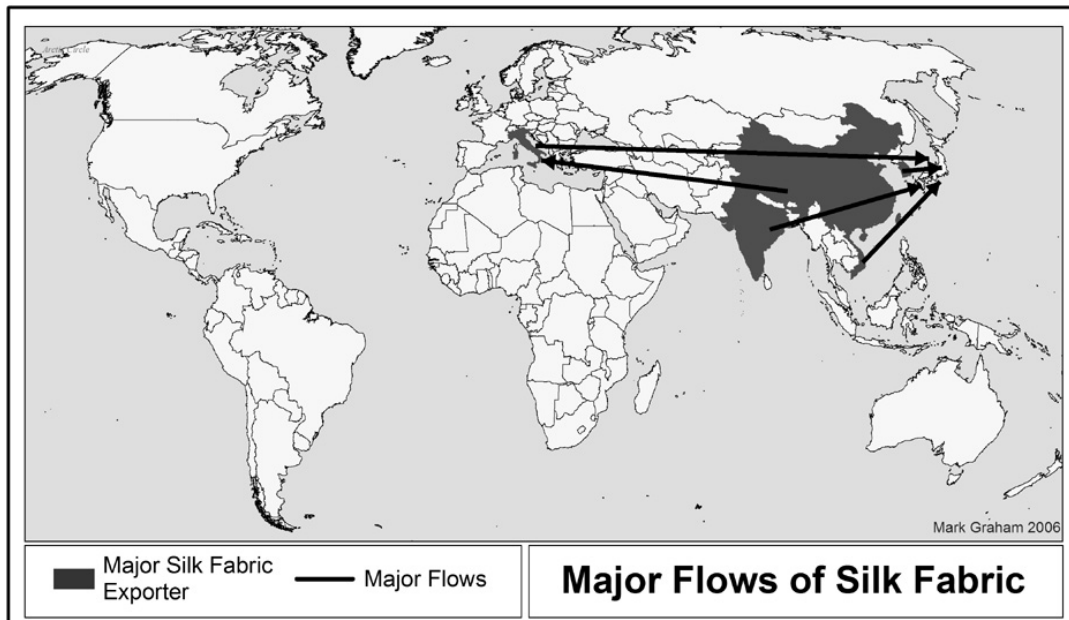 Arctic Circle
Mark Graham 2006
Major Silk Fabric
Exporter
Major Flows
Major Flows of Silk Fabric